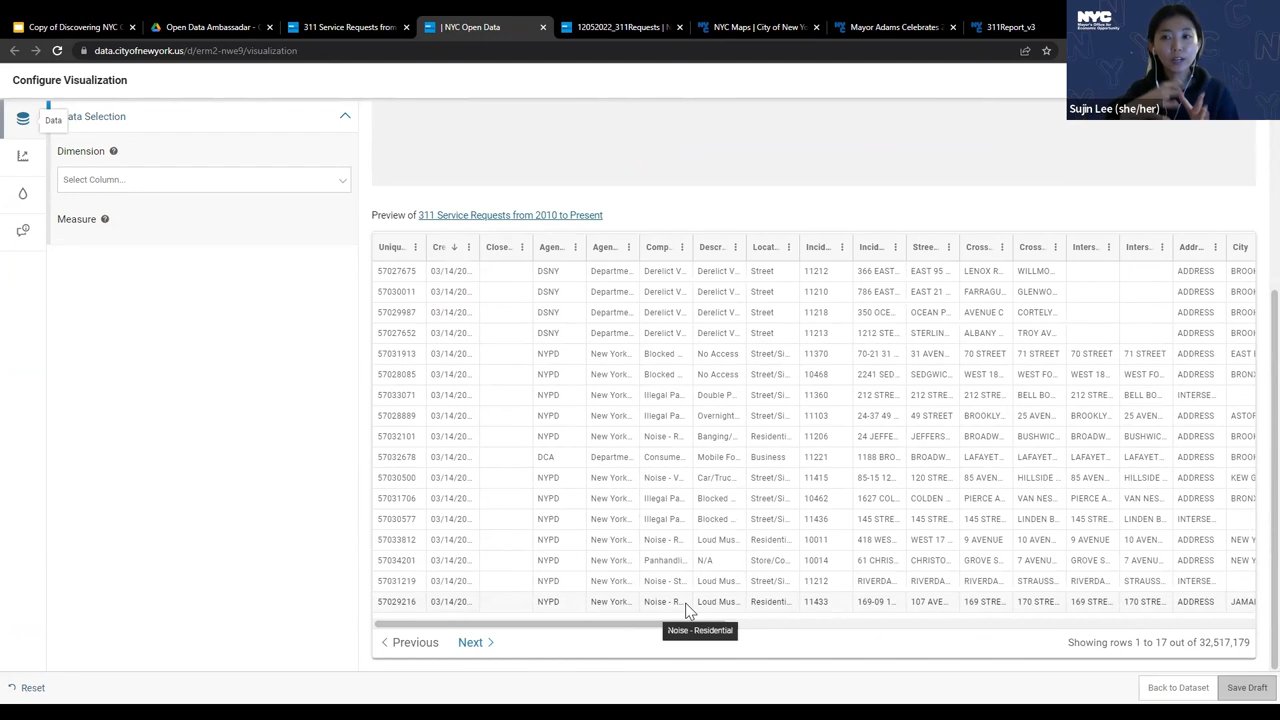 Copy of Discovering NYC O
Open Data Ambassadar - G
311 Service Requests from
| NYC Open Data
12052022_311Requests | N
NYC Maps | City of New Yo
Mayor Adams Celebrates
311Report_v3
data.cityofnewyork.us/d/erm2-nwe9/visualization
NYC
Mayor's Office for
Economic Opportunity
Sujin Lee (she/her)
Configure Visualization
Data
ata Selection
Dimension
Select Column...
Measure
Preview of 311 Service Requests from 2010 to Present
Uniqu... Cre Close... Agen... Agen... Comp... Descr... Locat... Incid... Incid... Stree... Cross... Cross... Inters... Inters... Addr... City
57027675 03/14/20... DSNY Departme... Derelict V... Derelict V... Street 11212 366 EAST... EAST 95 ... LENOX R... WILLMO... ADDRESS BROOK
57030011 03/14/20... DSNY Departme... Derelict V... Derelict V... Street 11210 786 EAST... EAST 21 ... FARRAGU... GLENWO... ADDRESS BROOK
57029987 03/14/20... DSNY Departme... Derelict V... Derelict V... Street 11218 350 OCE... OCEAN P... AVENUE C CORTELY... ADDRESS BROOK
57027652 03/14/20... DSNY Departme... Derelict V... Derelict V... Street 11213 1212 STE... STERLIN... ALBANY ... TROY AV... ADDRESS BROOK
57031913 03/14/20... NYPD New York... Blocked ... No Access Street/Si... 11370 70-21 31 ... 31 AVEN... 70 STREET 71 STREET 70 STREET 71 STREET ADDRESS EAST E
57028085 03/14/20... NYPD New York... Blocked ... No Access Street/Si... 10468 2241 SED... SEDGWIC... WEST 18... WEST FO... WEST 18... WEST FO... ADDRESS BRONX
57033071 03/14/20... NYPD New York... Illegal Pa... Double P... Street/Si... 11360 212 STRE... 212 STRE... BELL BO... 212 STRE... BELL BO... INTERSE...
57028889 03/14/20... NYPD New York... Illegal Pa... Overnight... Street/Si... 11103 24-37 49 ... 49 STREET BROOKLY... 25 AVEN... BROOKLY... 25 AVEN... ADDRESS ASTOR
57032101 03/14/20... NYPD New York... Noise - R... Banging/... Residenti... 11206 24 JEFFE... JEFFERS... BROADW... BUSHWIC... BROADW... BUSHWIC... ADDRESS BROOK
57032678 03/14/20... DCA Departme... Consume... Mobile Fo... Business 11221 1188 BRO... BROADW... LAFAYET... LAFAYET... LAFAYET... LAFAYET... ADDRESS BROOK
57030500 03/14/20... NYPD New York... Noise - V... Car/Truc... Street/Si... 11415 85-15 12... 120 STRE... HILLSIDE ... 85 AVEN... HILLSIDE ... 85 AVEN... ADDRESS KEW G
57031706 03/14/20... NYPD New York... Illegal Pa... Blocked ... Street/Si... 10462 1627 COL... COLDEN ... PIERCE A... VAN NES... PIERCE A... VAN NES... ADDRESS BRONX
57030577 03/14/20... NYPD New York... Illegal Pa... Blocked ... Street/Si... 11436 145 STRE... 145 STRE... 145 STRE... LINDEN B... 145 STRE... LINDEN B... INTERSE...
57033812 03/14/20... NYPD New York... Noise - R... Loud Mus... Residenti... 10011 418 WES... WEST 17 ... 9 AVENUE 10 AVENUE 9 AVENUE 10 AVENUE ADDRESS NEW Y
57034201 03/14/20... NYPD New York... Panhandli... N/A Store/Co... 10014 61 CHRIS... CHRISTO... GROVE S... 7 AVENU... GROVE S... 7 AVENU... ADDRESS NEW Y
57031219 03/14/20... NYPD New York... Noise - St... Loud Mus... Street/Si... 11212 RIVERDA... RIVERDA... STRAUSS... RIVERDA... STRAUSS... INTERSE...
57029216 03/14/20... NYPD New York... Noise - R... Loud Mus... Residenti... 11433 169-09 1... 107 AVE... 169 STRE... 170 STRE... 169 STRE... 170 STRE... ADDRESS JAMAI
Noise - Residential
Previous Next
Showing rows 1 to 17 out of 32,517,179
Reset
Back to Dataset
Save Draft